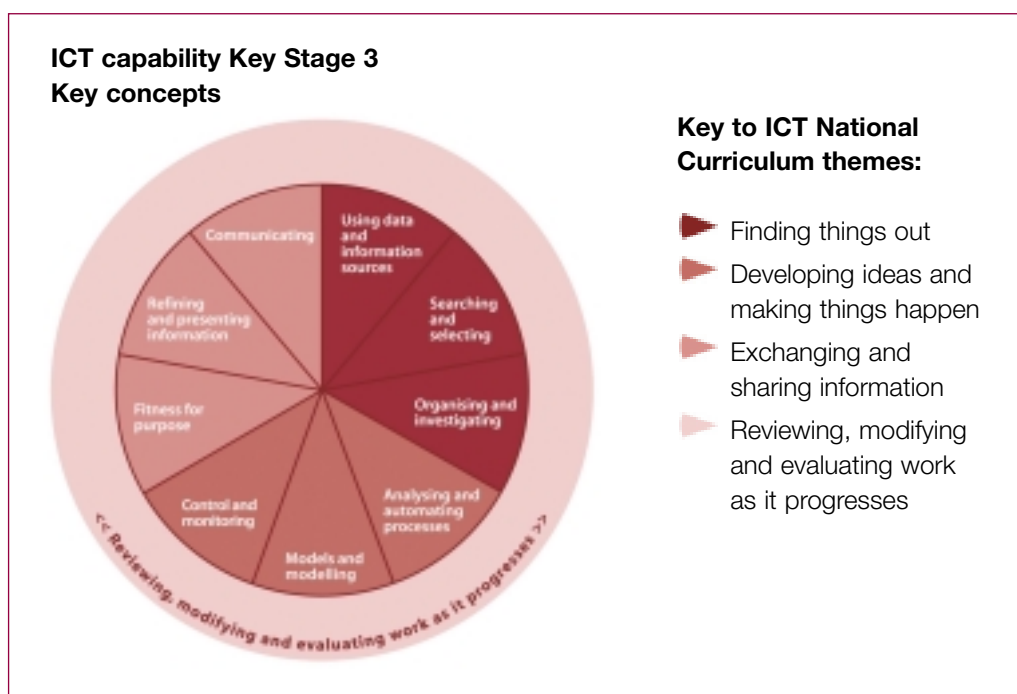 ICT capability Key Stage 3
Key concepts
Key to ICT National
Curriculum themes:
Finding things out
Developing ideas and
making things happen
Exchanging and
sharing information
Reviewing, modifying
and evaluating work
as it progresses
Using data
and
information
sources
Searching
and
selecting
Organising and
investigating
Analysing and
automating
processes
Models and
modelling
Control and
monitoring
Fitness for
purpose
Refining
and presenting
information
Communicating
<< Reviewing, modifying and evaluating work as it progresses >>